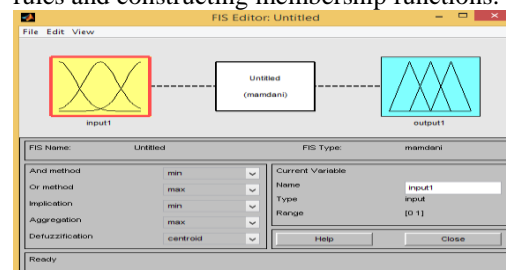 rules and constructing membership functions.
FIS Editor: Untitled
File Edit View
Untitled
(mamdani)
input1
output1
FIS Name: Untitled FIS Type: mamdani
And method min
Or method max
Implication min
Aggregation max
Defuzzification centroid
Current Variable
Name input1
Type input
Range [0 1]
Help Close
Ready